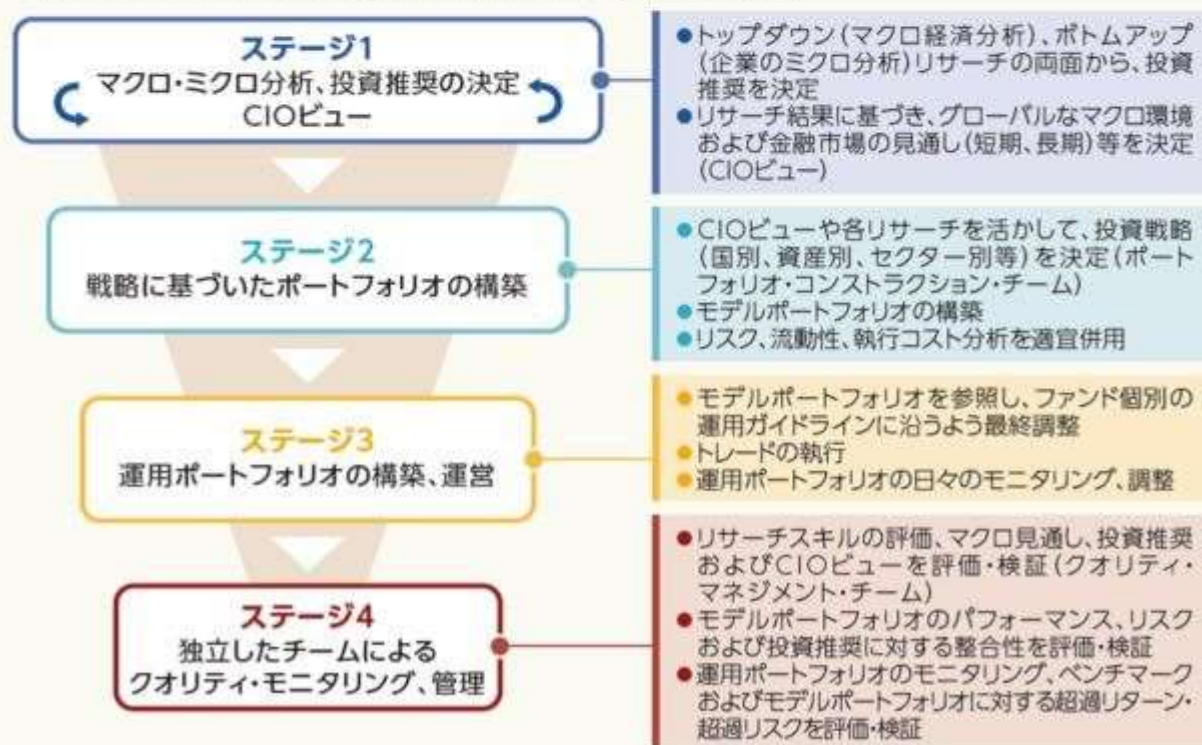 ステージ1
マクロ・ミクロ分析、投資推奨の決定
CIOビュー
●トップダウン(マクロ経済分析)、ボトムアップ
(企業のミクロ分析)リサーチの両面から、投資
推奨を決定
●リサーチ結果に基づき、グローバルなマクロ環境
および金融市場の見通し(短期、長期)等を決定
(CIOビュー)
ステージ2
戦略に基づいたポートフォリオの構築
●CIOビューや各リサーチを活かして、投資戦略
(国別、資産別、セクター別等)を決定(ポート
フォリオ・コンストラクション・チーム)
●モデルポートフォリオの構築
●リスク、流動性、執行コスト分析を適宜併用
ステージ3
運用ポートフォリオの構築、運営
●モデルポートフォリオを参照し、ファンド個別の
運用ガイドラインに沿うよう最終調整
●トレードの執行
●運用ポートフォリオの日々のモニタリング、調整
ステージ4
独立したチームによる
クオリティ・モニタリング、管理
●リサーチスキルの評価、マクロ見通し、投資推奨
およびCIOビューを評価・検証(クオリティ・
マネジメント・チーム)
●モデルポートフォリオのパフォーマンス、リスク
および投資推奨に対する整合性を評価・検証
●運用ポートフォリオのモニタリング、ベンチマーク
およびモデルポートフォリオに対する超過リターン・
超過リスクを評価・検証